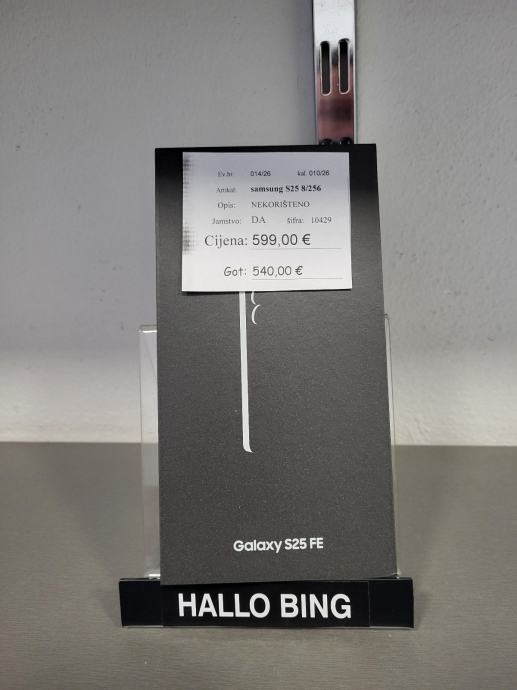 Ev.br. 014/26 kal. 010/26
Artikal: samsung S25 8/256
Opis: NEKORIŠTENO
Jamstvo: DA šifra: 10429
Cijena: 599,00 €
Got: 540,00 €
Galaxy S25 FE
HALLO BING